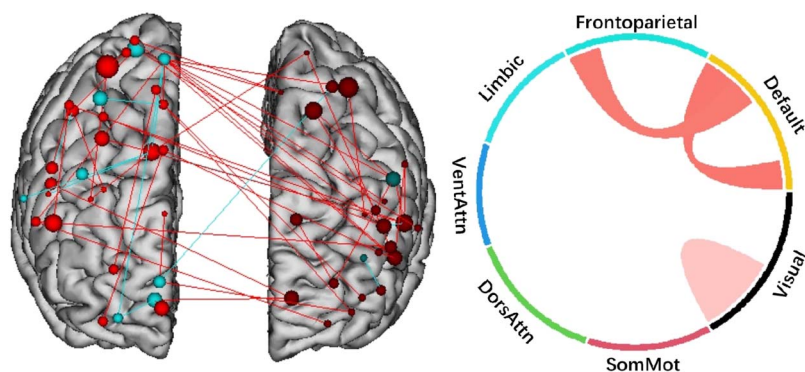 Frontoparietal
Limbic
Default
VentAttn
DorsAttn
SomMot
Visual